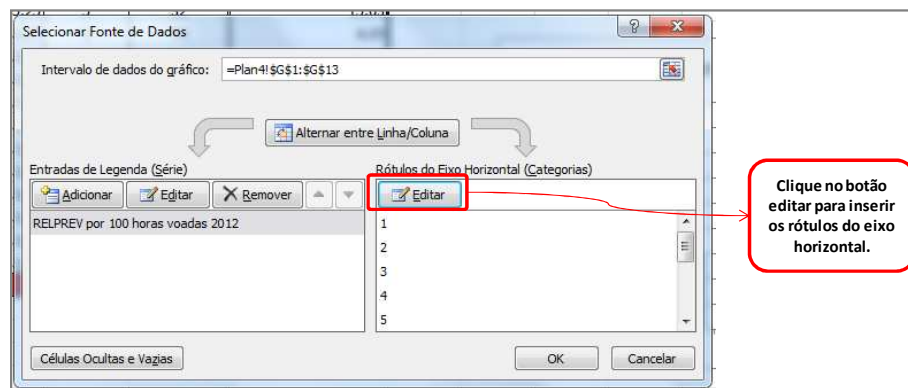 Selecionar Fonte de Dados
Intervalo de dados do gráfico: =Plan4!$G$1:$G$13
Alternar entre Linha/Coluna
Entradas de Legenda (Série)
Adicionar Editar Remover
RELPREV por 100 horas voadas 2012
Rótulos do Eixo Horizontal (Categorias)
Editar
1
2
3
4
5
Células Ocultas e Vazias
OK Cancelar
Clique no botão
editar para inserir
os rótulos do eixo
horizontal.